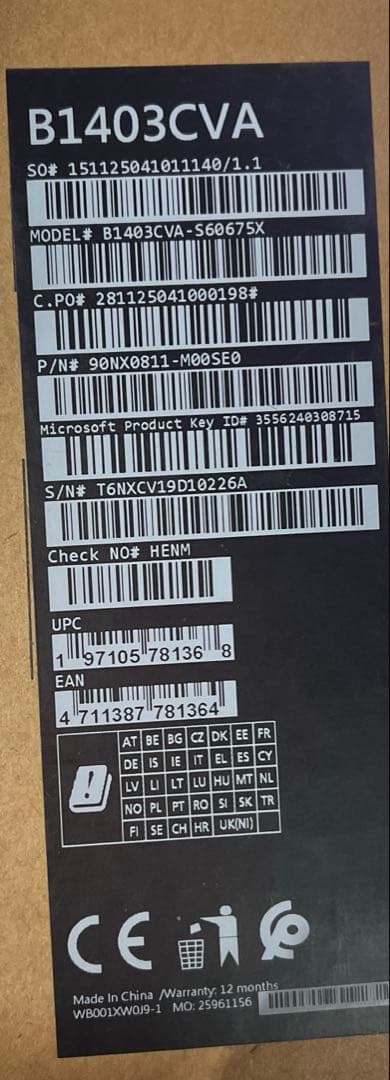 B1403CVA
SO# 151125041011140/1.1
MODEL# B1403CVA-S60675X
C.PO# 281125041000198#
P/N# 90NX0811-M00SE0
Microsoft Product Key ID# 3556240308715
S/N# T6NXCV19D10226A
Check NO# HENM
UPC
1 97105 78136 8
EAN
4 711387 781364
AT BE BG CZ DK EE FR
DE IS IE IT EL ES CY
LV LI LT LU HU MT NL
NO PL PT RO SI SK TR
FI SE CH HR UK(NI)
CE
Made In China /Warranty: 12 months
WB001XW0J9-1 MO: 25961156